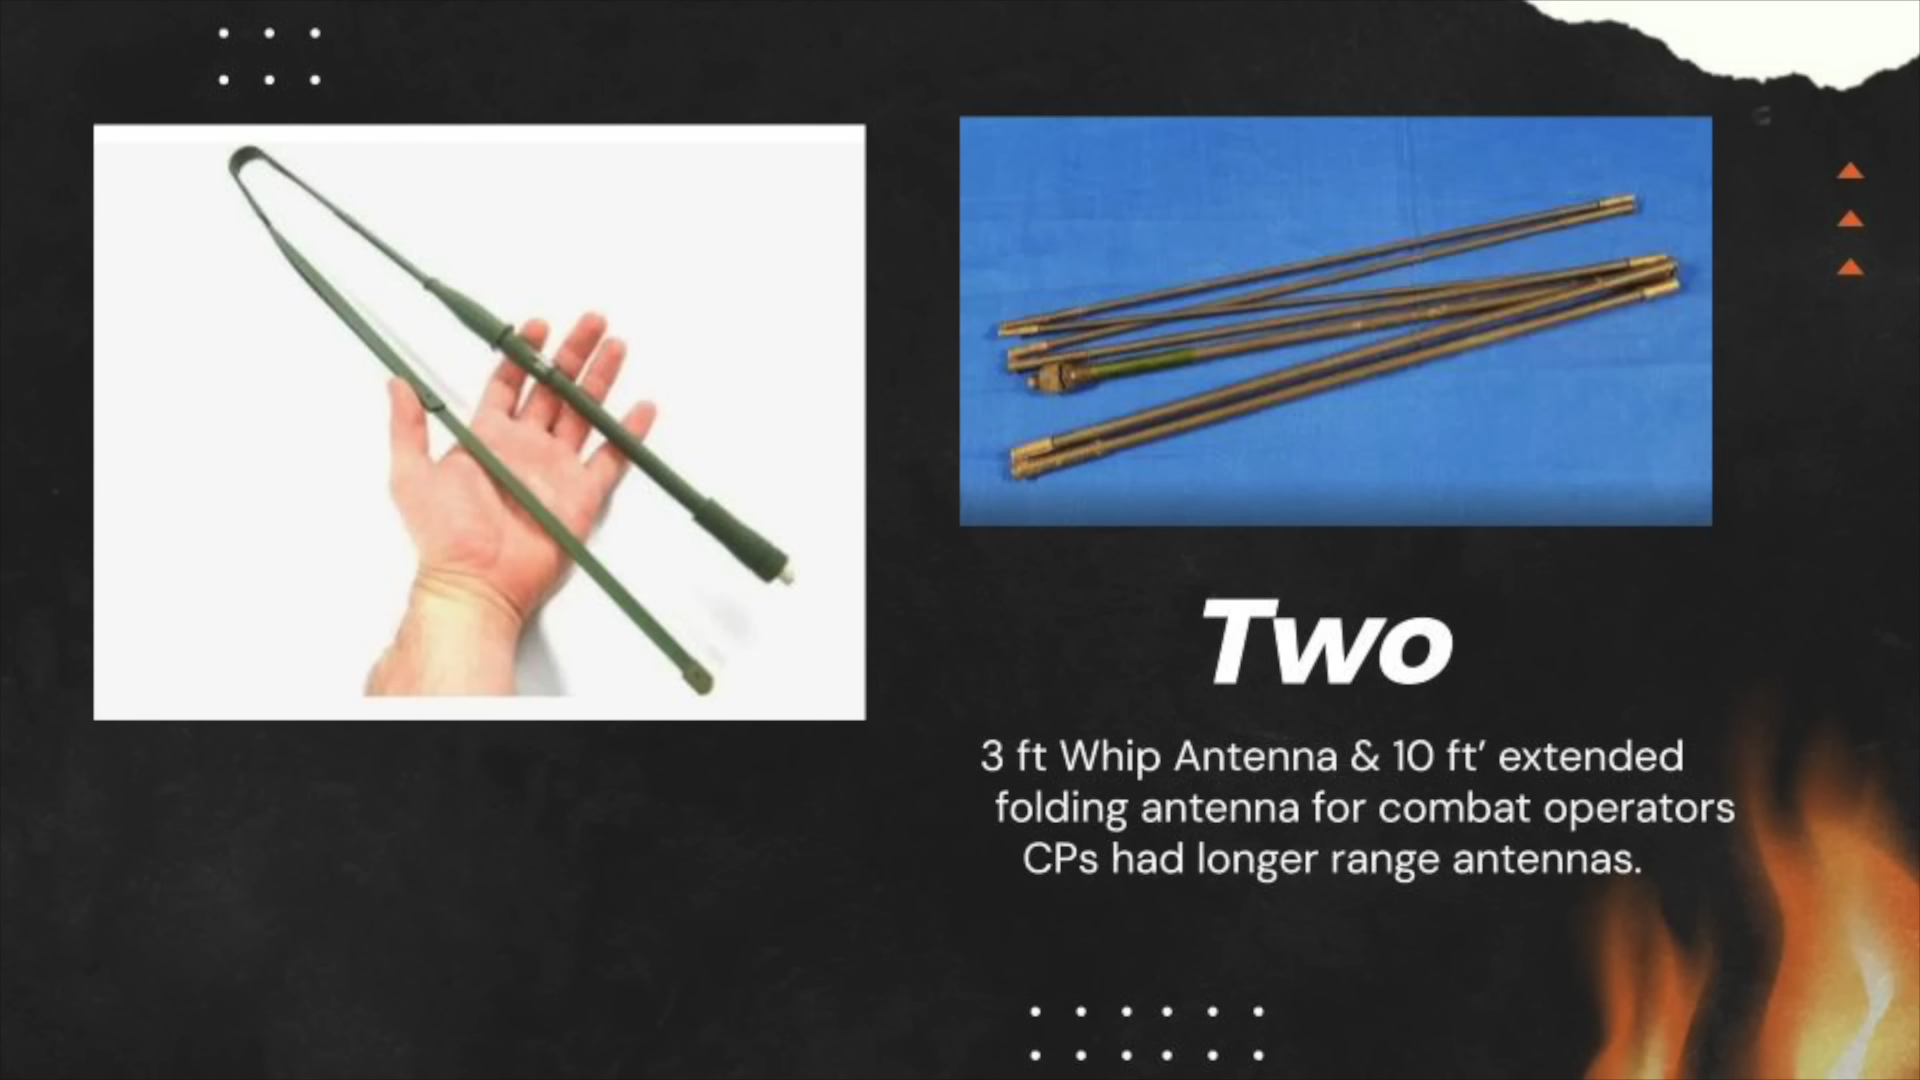 Two
3 ft Whip Antenna & 10 ft’ extended
folding antenna for combat operators
CPs had longer range antennas.